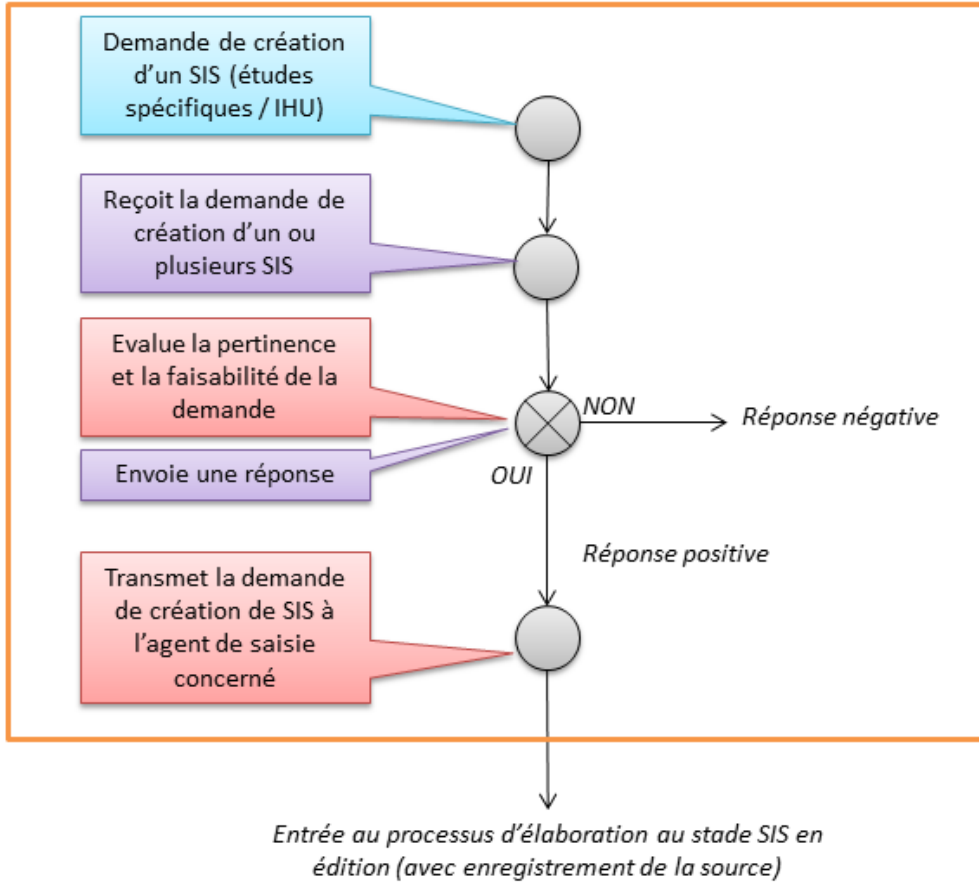 Demande de création
d’un SIS (études
spécifiques / IHU)
Reçoit la demande de
création d’un ou
plusieurs SIS
Evalue la pertinence
et la faisabilité de la
demande
NON
Réponse négative
Envoie une réponse
OUI
Réponse positive
Transmet la demande
de création de SIS à
l’agent de saisie
concerné
Entrée au processus d’élaboration au stade SIS en
édition (avec enregistrement de la source)